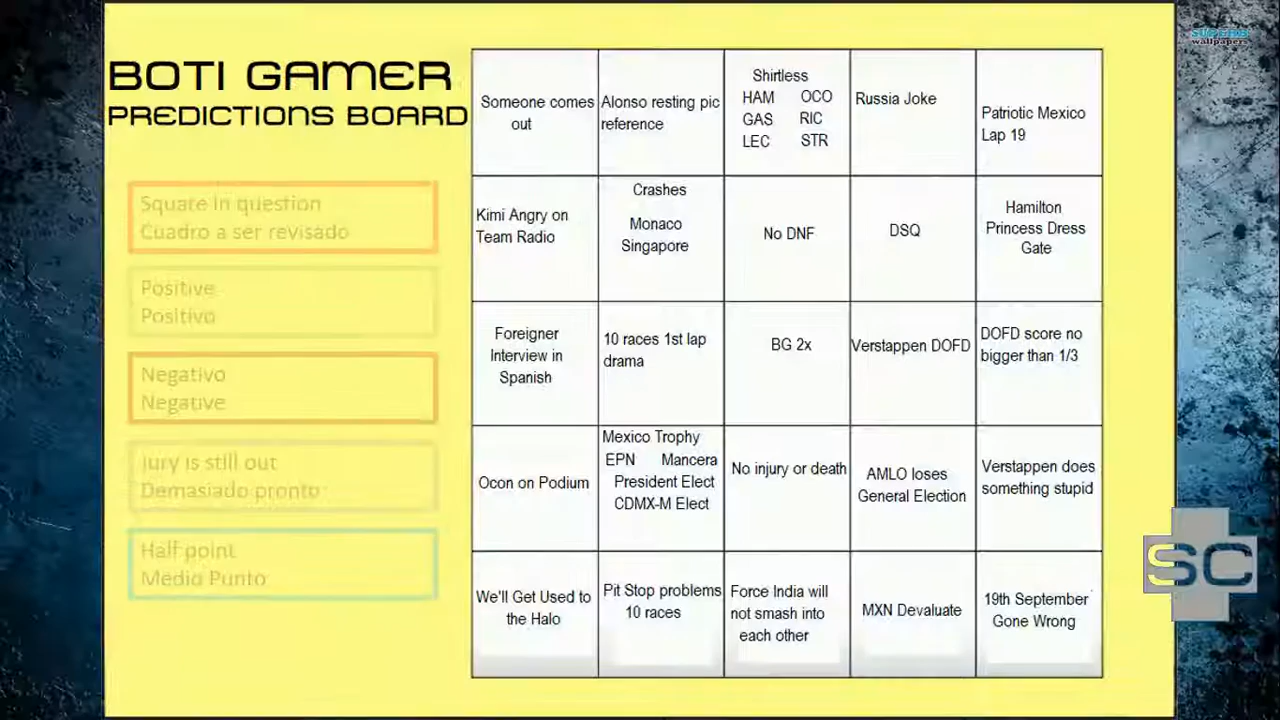 BOTI GAMER
PREDICTIONS BOARD
Square in question
Cuadro a ser revisado
Positive
Positivo
Negativo
Negative
Jury is still out
Demasiado pronto
Half point
Medio Punto
Someone comes
out
Alonso resting pic
reference
Shirtless
HAM OCO
GAS RIC
LEC STR
Russia Joke
Patriotic Mexico
Lap 19
Kimi Angry on
Team Radio
Crashes
Monaco
Singapore
No DNF
DSQ
Hamilton
Princess Dress
Gate
Foreigner
Interview in
Spanish
10 races 1st lap
drama
BG 2x
Verstappen DOFD
DOFD score no
bigger than 1/3
Ocon on Podium
Mexico Trophy
EPN Mancera
President Elect
CDMX-M Elect
No injury or death
AMLO loses
General Election
Verstappen does
something stupid
We'll Get Used to
the Halo
Pit Stop problems
10 races
Force India will
not smash into
each other
MXN Devaluate
19th September
Gone Wrong
SUPERB
wallpapers
SC